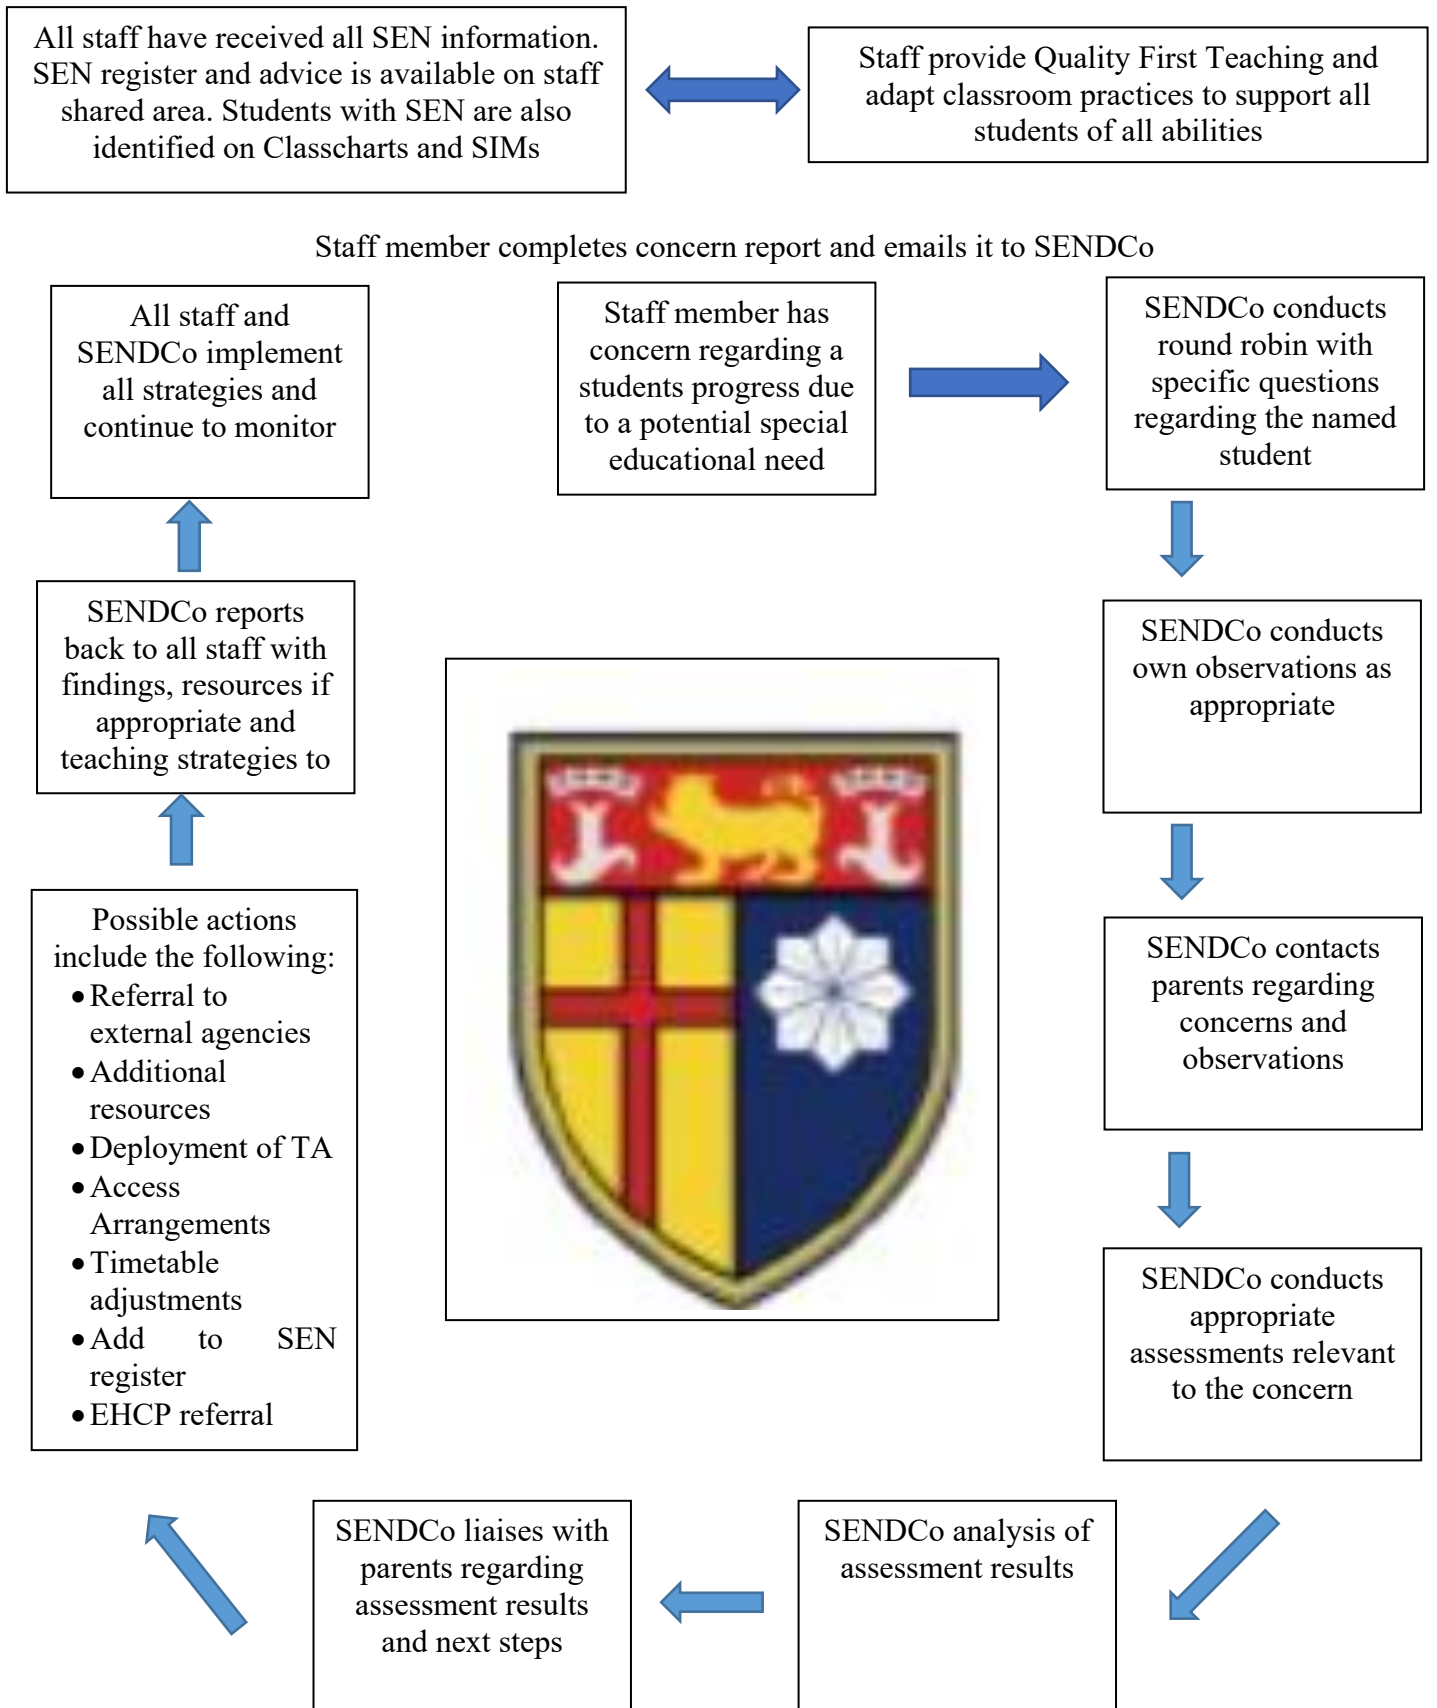 All staff have received all SEN information.
SEN register and advice is available on staff
shared area. Students with SEN are also
identified on Classcharts and SIMs
Staff provide Quality First Teaching and
adapt classroom practices to support all
students of all abilities
Staff member completes concern report and emails it to SENDCo
Staff member has
concern regarding a
students progress due
to a potential special
educational need
SENDCo conducts
round robin with
specific questions
regarding the named
student
SENDCo conducts
own observations as
appropriate
SENDCo contacts
parents regarding
concerns and
observations
SENDCo conducts
appropriate
assessments relevant
to the concern
SENDCo analysis of
assessment results
SENDCo liaises with
parents regarding
assessment results
and next steps
Possible actions
include the following:
• Referral to
external agencies
• Additional
resources
• Deployment of TA
• Access
Arrangements
• Timetable
adjustments
• Add to SEN
register
• EHCP referral
SENDCo reports
back to all staff with
findings, resources if
appropriate and
teaching strategies to
All staff and
SENDCo implement
all strategies and
continue to monitor